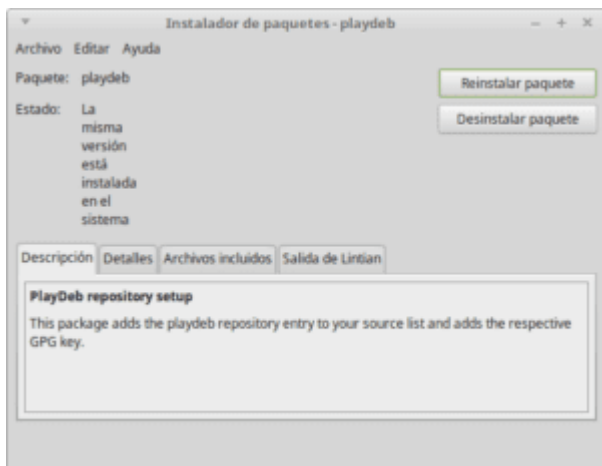 Instalador de paquetes - playdeb
Archivo Editar Ayuda
Paquete: playdeb
Reinstalar paquete
Estado: La
misma
versión
está
instalada
en el
sistema
Desinstalar paquete
Descripción Detalles Archivos incluidos Salida de Lintian
PlayDeb repository setup
This package adds the playdeb repository entry to your source list and adds the respective
GPG key.